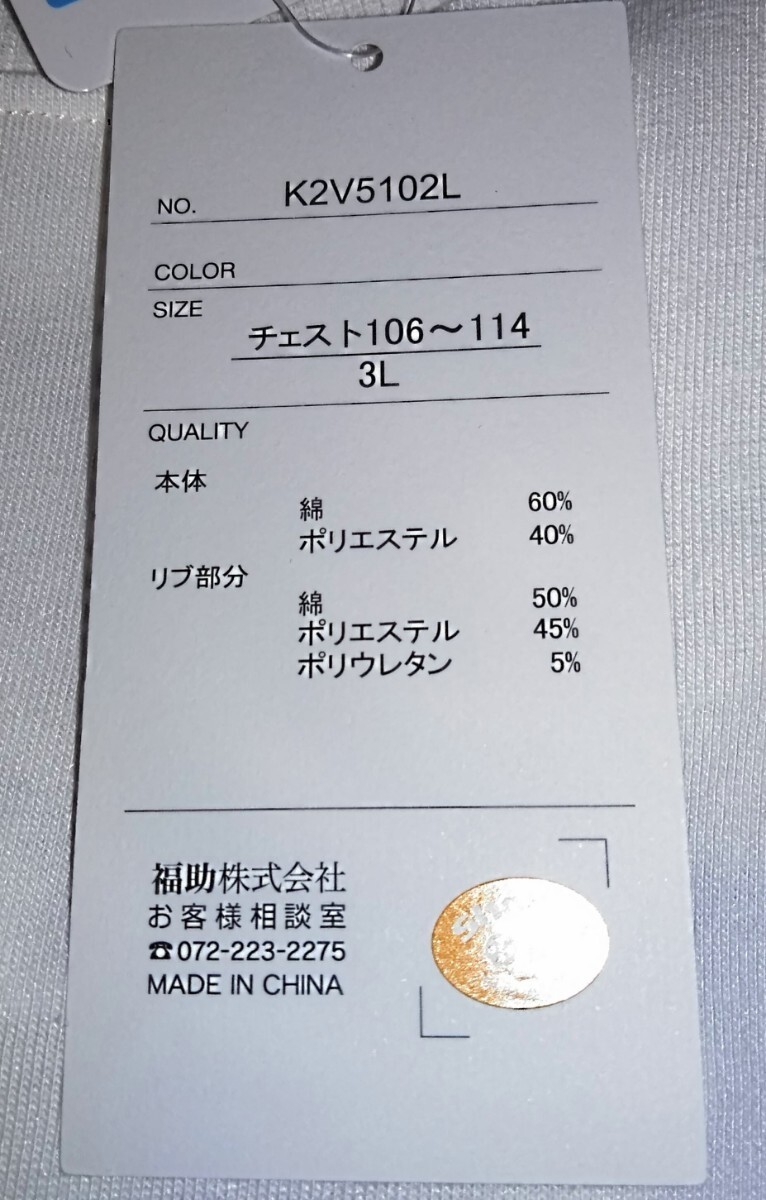 NO. K2V5102L
COLOR
SIZE
チェスト106～114
3L
QUALITY
本体
綿 60%
ポリエステル 40%
リブ部分
綿 50%
ポリエステル 45%
ポリウレタン 5%
福助株式会社
お客様相談室
☎072-223-2275
MADE IN CHINA